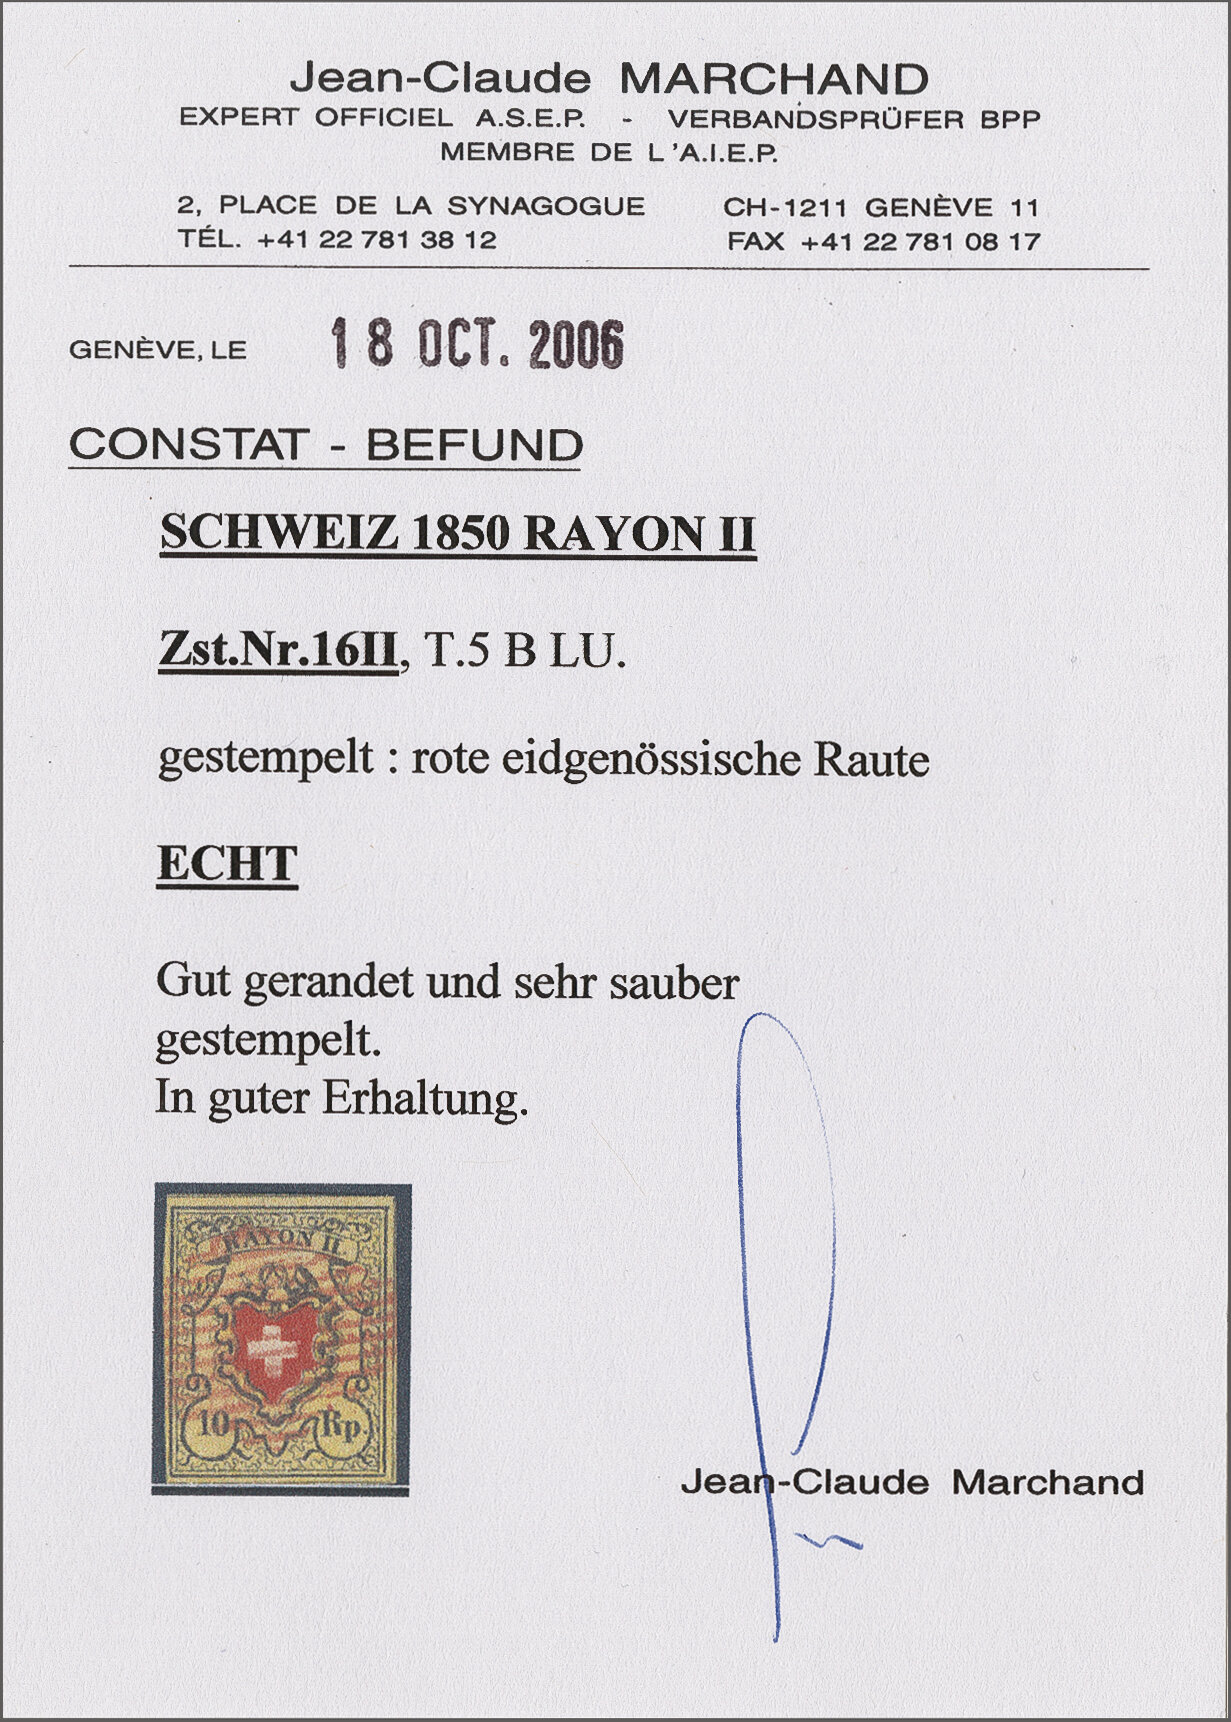 Jean-Claude MARCHAND
EXPERT OFFICIEL A.S.E.P. - VERBANDSPRÜFER BPP
MEMBRE DE L'A.I.E.P.
2, PLACE DE LA SYNAGOGUE CH-1211 GENÈVE 11
TÉL. +41 22 781 38 12 FAX +41 22 781 08 17
GENÈVE, LE 18 OCT. 2006
CONSTAT - BEFUND
SCHWEIZ 1850 RAYON II
Zst.Nr.16II, T.5 B LU.
gestempelt : rote eidgenössische Raute
ECHT
Gut gerandet und sehr sauber
gestempelt.
In guter Erhaltung.
RAYON II
10 Rp.
Jean-Claude Marchand